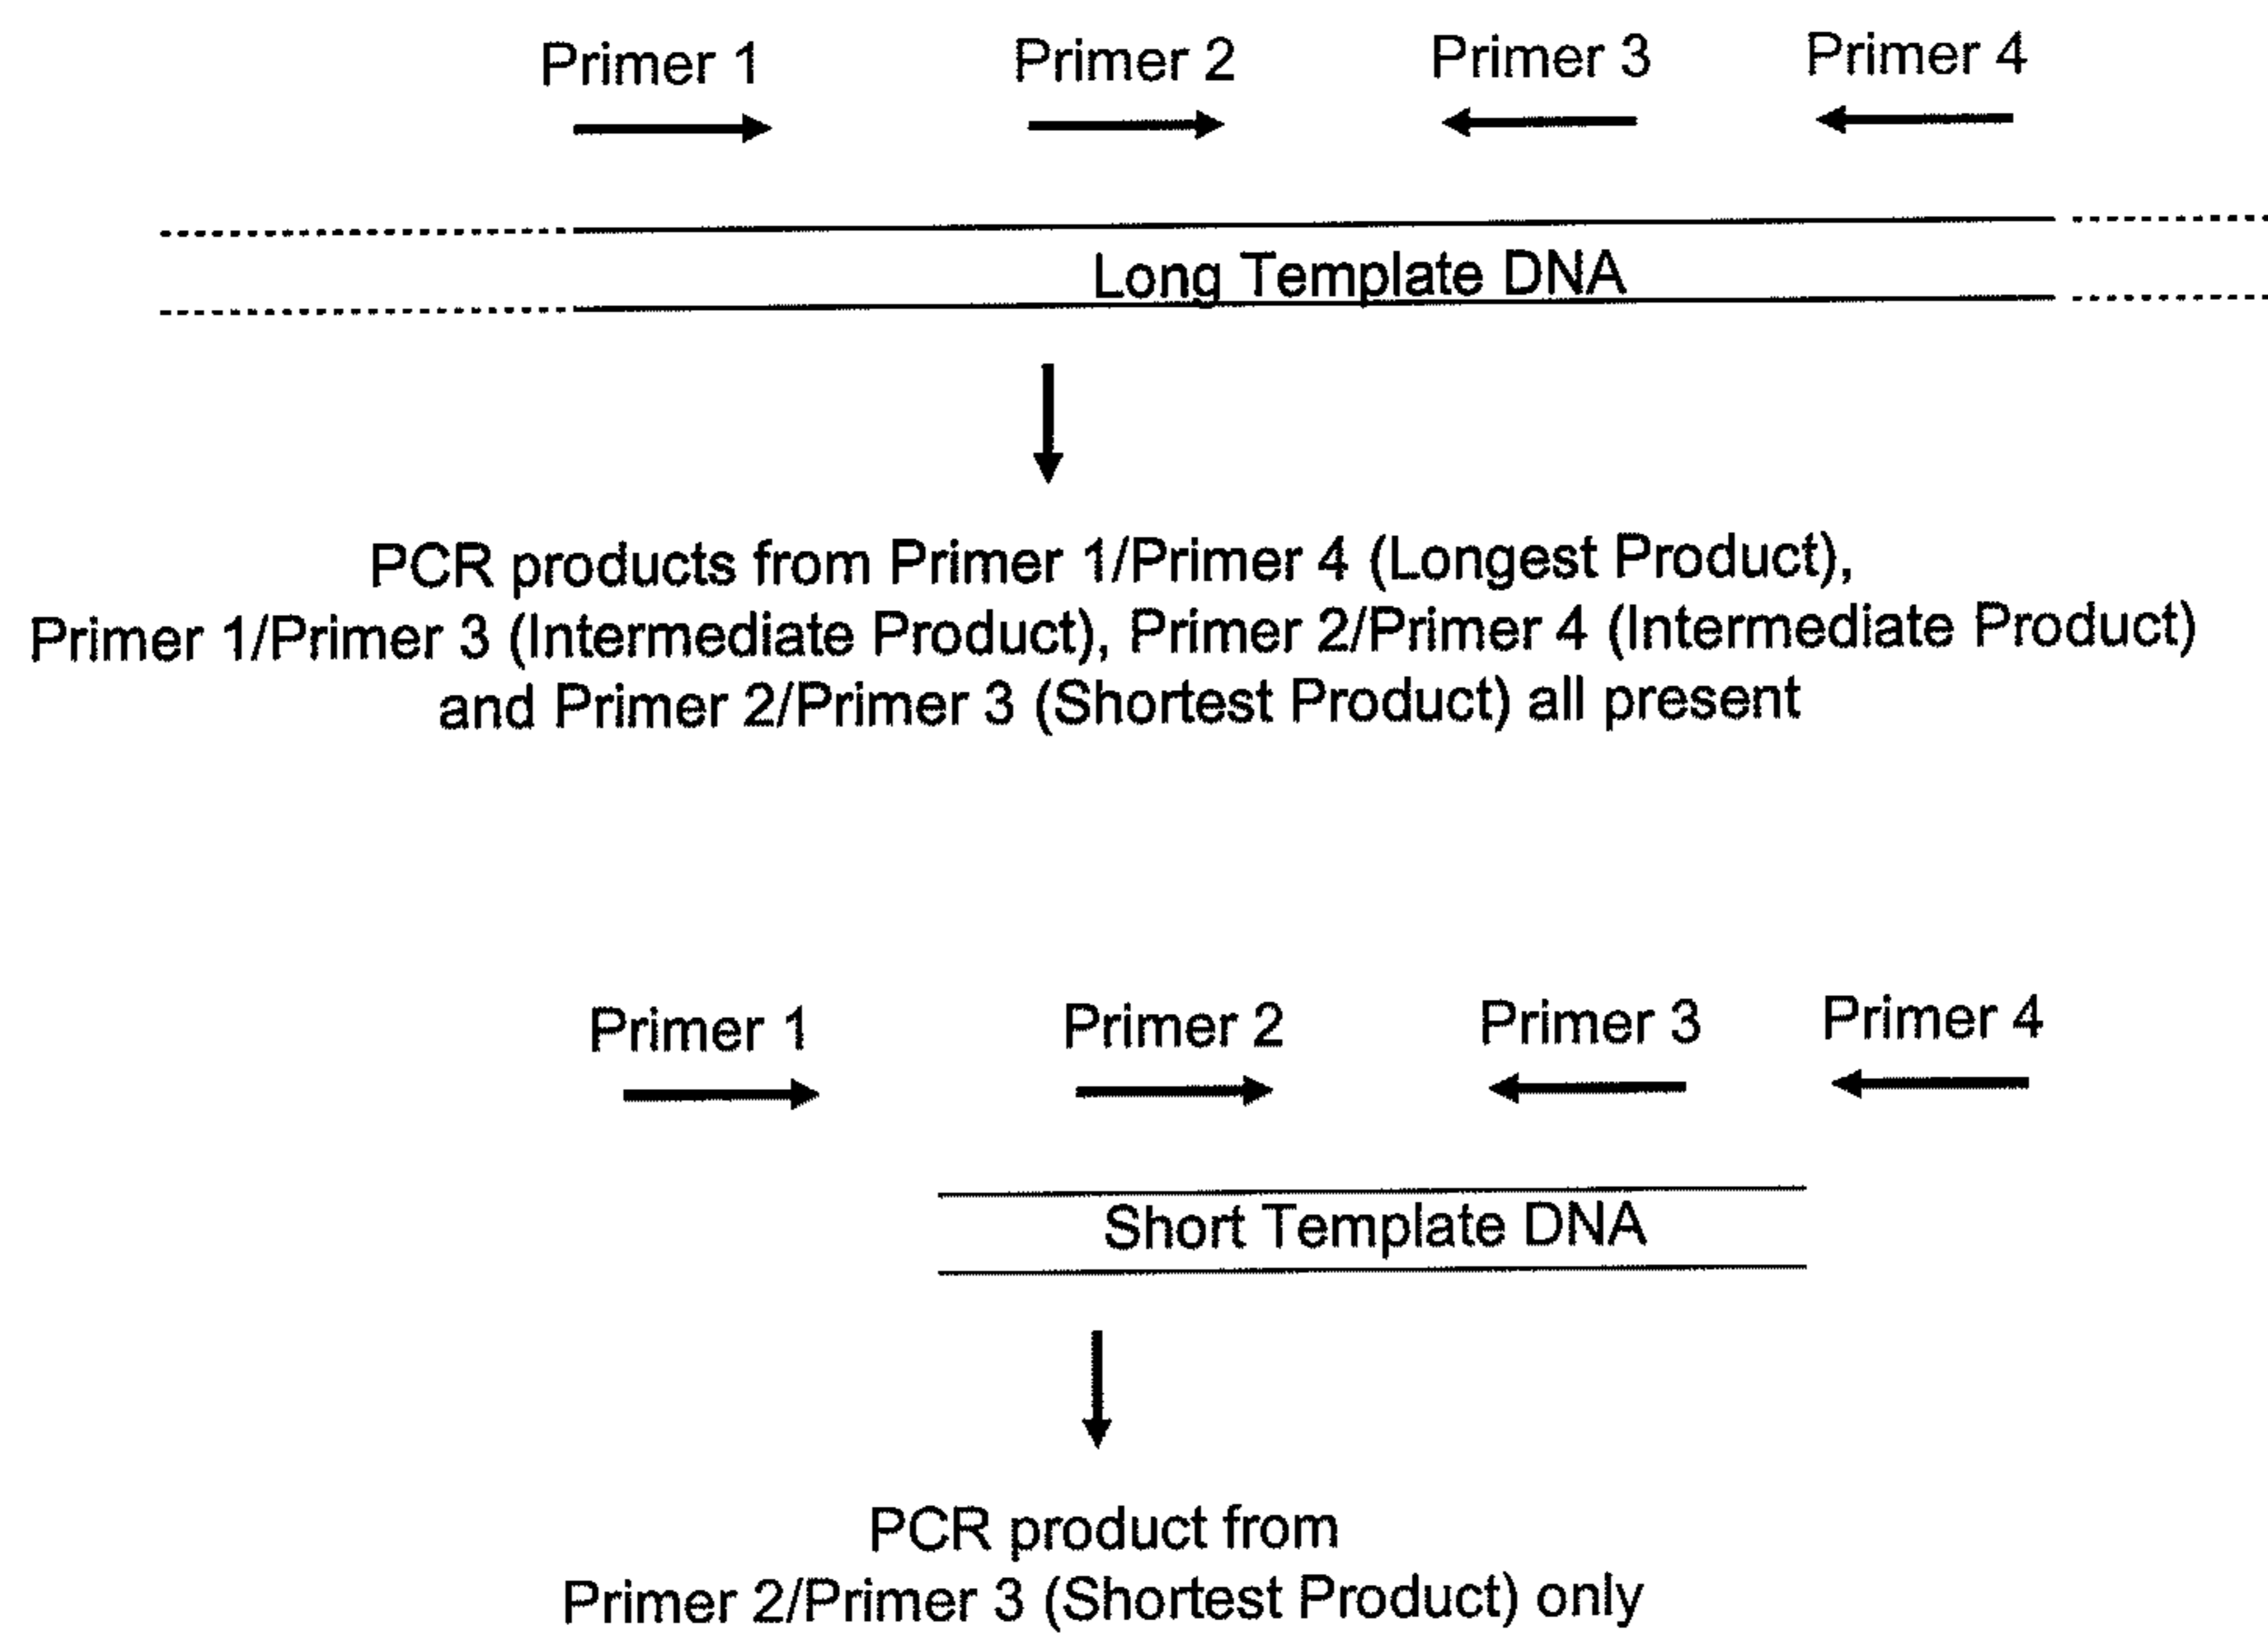 Primer 1 Primer 2 Primer 3 Primer 4
Long Template DNA
PCR products from Primer 1/Primer 4 (Longest Product),
Primer 1/Primer 3 (Intermediate Product), Primer 2/Primer 4 (Intermediate Product)
and Primer 2/Primer 3 (Shortest Product) all present
Primer 1 Primer 2 Primer 3 Primer 4
Short Template DNA
PCR product from
Primer 2/Primer 3 (Shortest Product) only